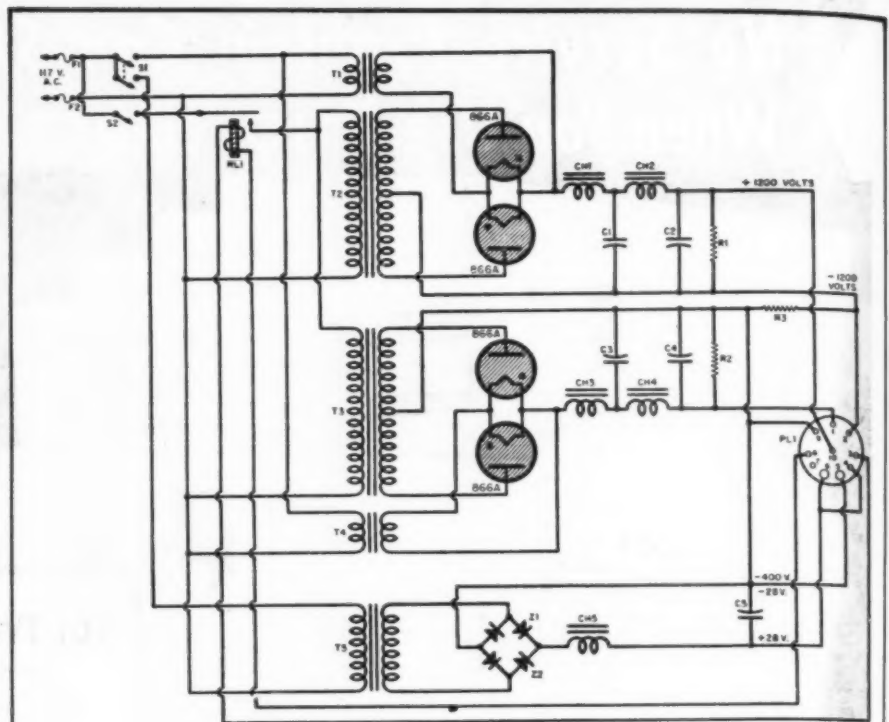 F1
117 V.
A.C.
F2
S1
S2
RL1
T1
866A
T2
866A
CH1
CH2
+ 1200 VOLTS
C1
C2
R1
- 1200
VOLTS
R3
T3
866A
C3
C4
R2
CH3
CH4
866A
PL1
T4
- 400 V.
- 28 V.
C5
T5
Z1
Z2
CH5
+ 28 V.